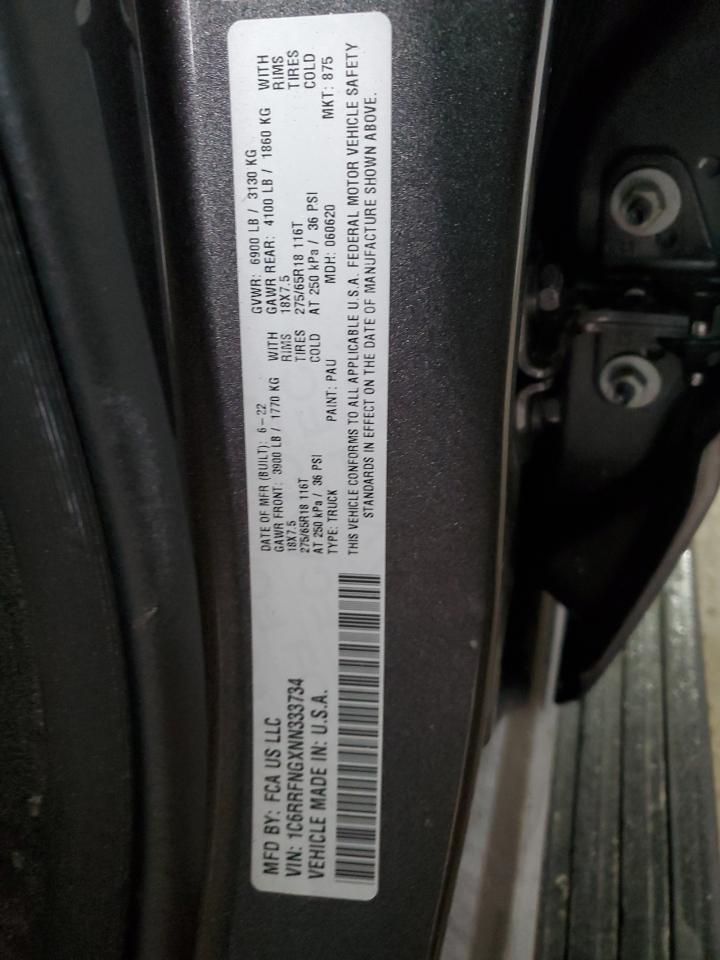 MFD BY: FCA US LLC
VIN: 1C6RRFNGXNN333734
VEHICLE MADE IN: U.S.A.
DATE OF MFR (BUILT): 6-22
GAWR FRONT: 3900 LB / 1770 KG WITH
18X7.5 RIMS
275/65R18 116T TIRES
AT 250 kPa / 36 PSI COLD
TYPE: TRUCK PAINT: PAU
GVWR: 6900 LB / 3130 KG
GAWR REAR: 4100 LB / 1860 KG WITH
18X7.5 RIMS
275/65R18 116T TIRES
AT 250 kPa / 36 PSI COLD
MDH: 060620 MKT: 875
THIS VEHICLE CONFORMS TO ALL APPLICABLE U.S.A. FEDERAL MOTOR VEHICLE SAFETY
STANDARDS IN EFFECT ON THE DATE OF MANUFACTURE SHOWN ABOVE.